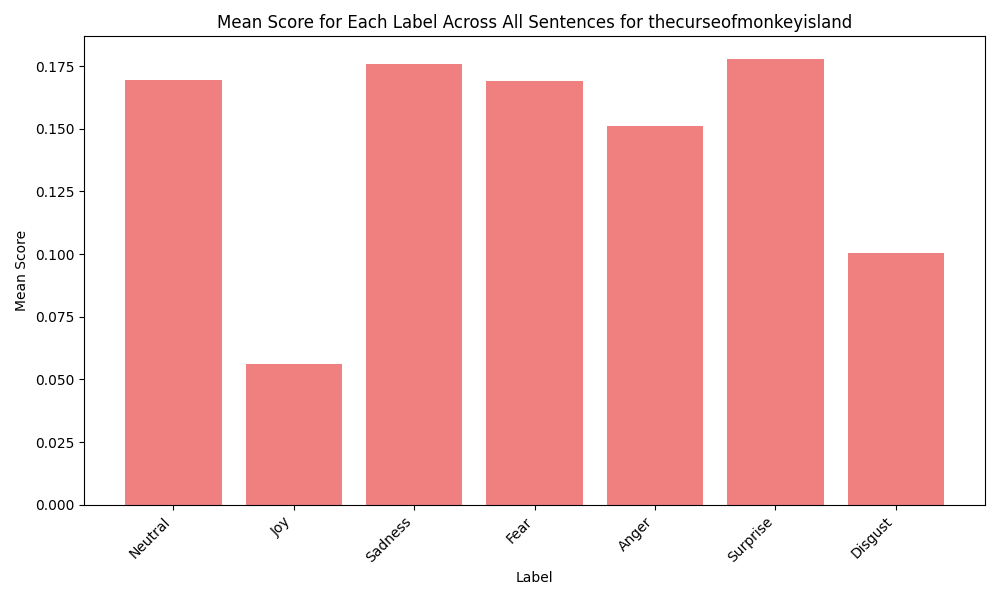 Mean Score for Each Label Across All Sentences for thecurseofmonkeyisland
Mean Score
0.175
0.150
0.125
0.100
0.075
0.050
0.025
0.000
Neutral
Joy
Sadness
Fear
Anger
Surprise
Disgust
Label